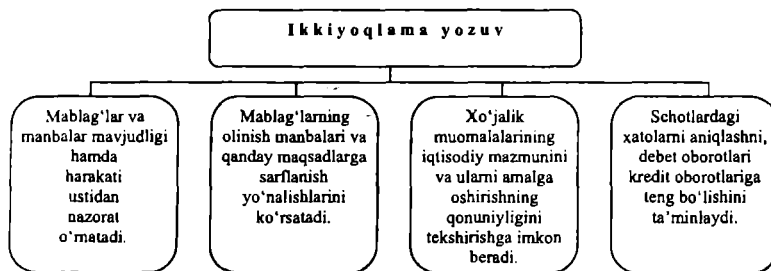 Ikkiyoqlama yozuv
Mablag‘lar va
manbalar mavjudligi
hamda
harakati
ustidan
nazorat
o‘rnatadi.
Mablag‘larning
olinish manbalari va
qanday maqsadlarga
sarflanish
yo‘nalishlarini
ko‘rsatadi.
Xo‘jalik
muomalalarining
iqtisodiy mazmunini
va ularni amalga
oshirishning
qonuniyligini
tekshirishga imkon
beradi.
Schotlardagi
xatolarni aniqlashni,
debet oborotlari
kredit oborotlariga
teng bo‘lishini
ta’minlaydi.